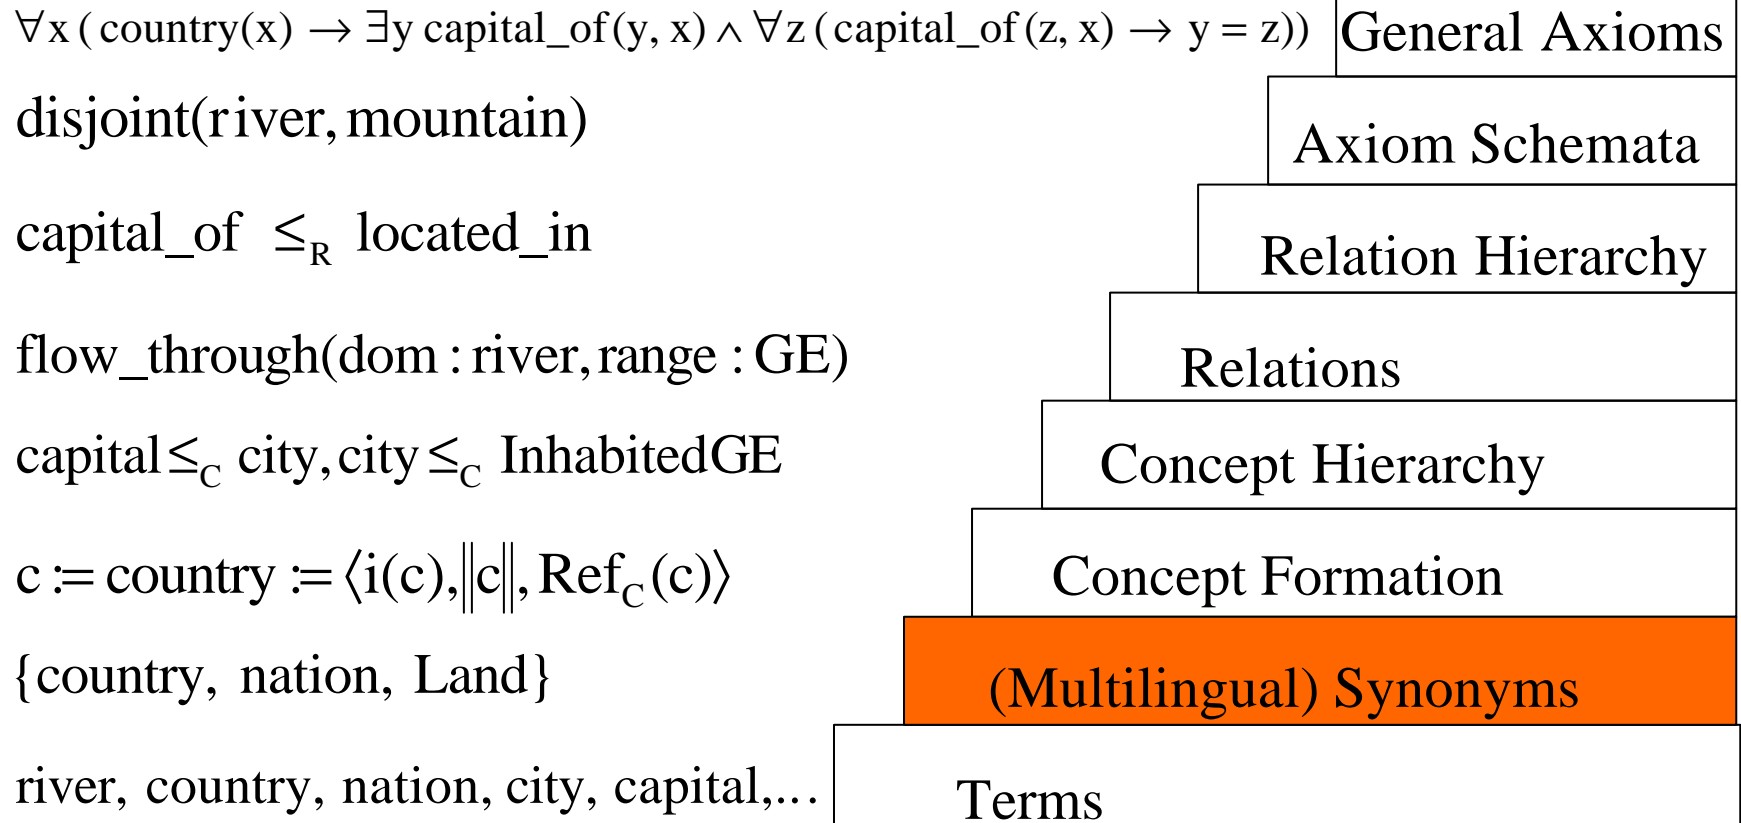 ∀x ( country(x) → ∃y capital_of(y, x) ∧ ∀z ( capital_of(z, x) → y = z)) General Axioms
disjoint(river, mountain) Axiom Schemata
capital_of ≤R located_in Relation Hierarchy
flow_through(dom : river, range : GE) Relations
capital ≤C city, city ≤C InhabitedGE Concept Hierarchy
c := country := ⟨i(c), ‖c‖, RefC(c)⟩ Concept Formation
{country, nation, Land} (Multilingual) Synonyms
river, country, nation, city, capital,... Terms